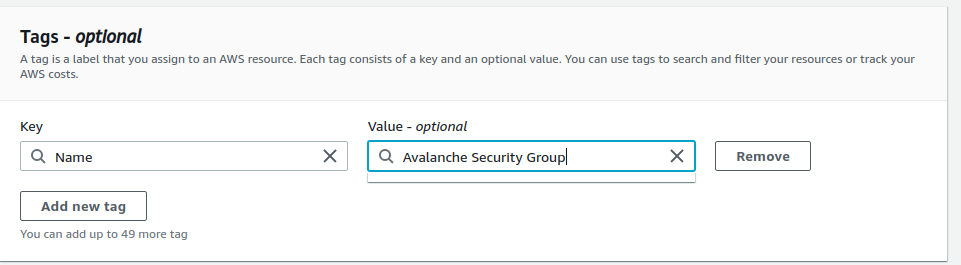 Tags - optional
A tag is a label that you assign to an AWS resource. Each tag consists of a key and an optional value. You can use tags to search and filter your resources or track your
AWS costs.
Key
Value - optional
Name
Avalanche Security Group
Remove
Add new tag
You can add up to 49 more tag